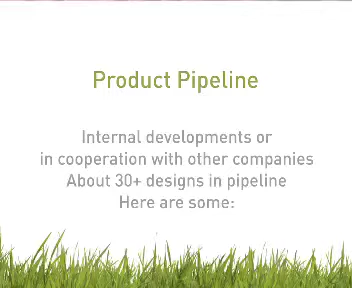 Product Pipeline
Internal developments or
in cooperation with other companies
About 30+ designs in pipeline
Here are some: